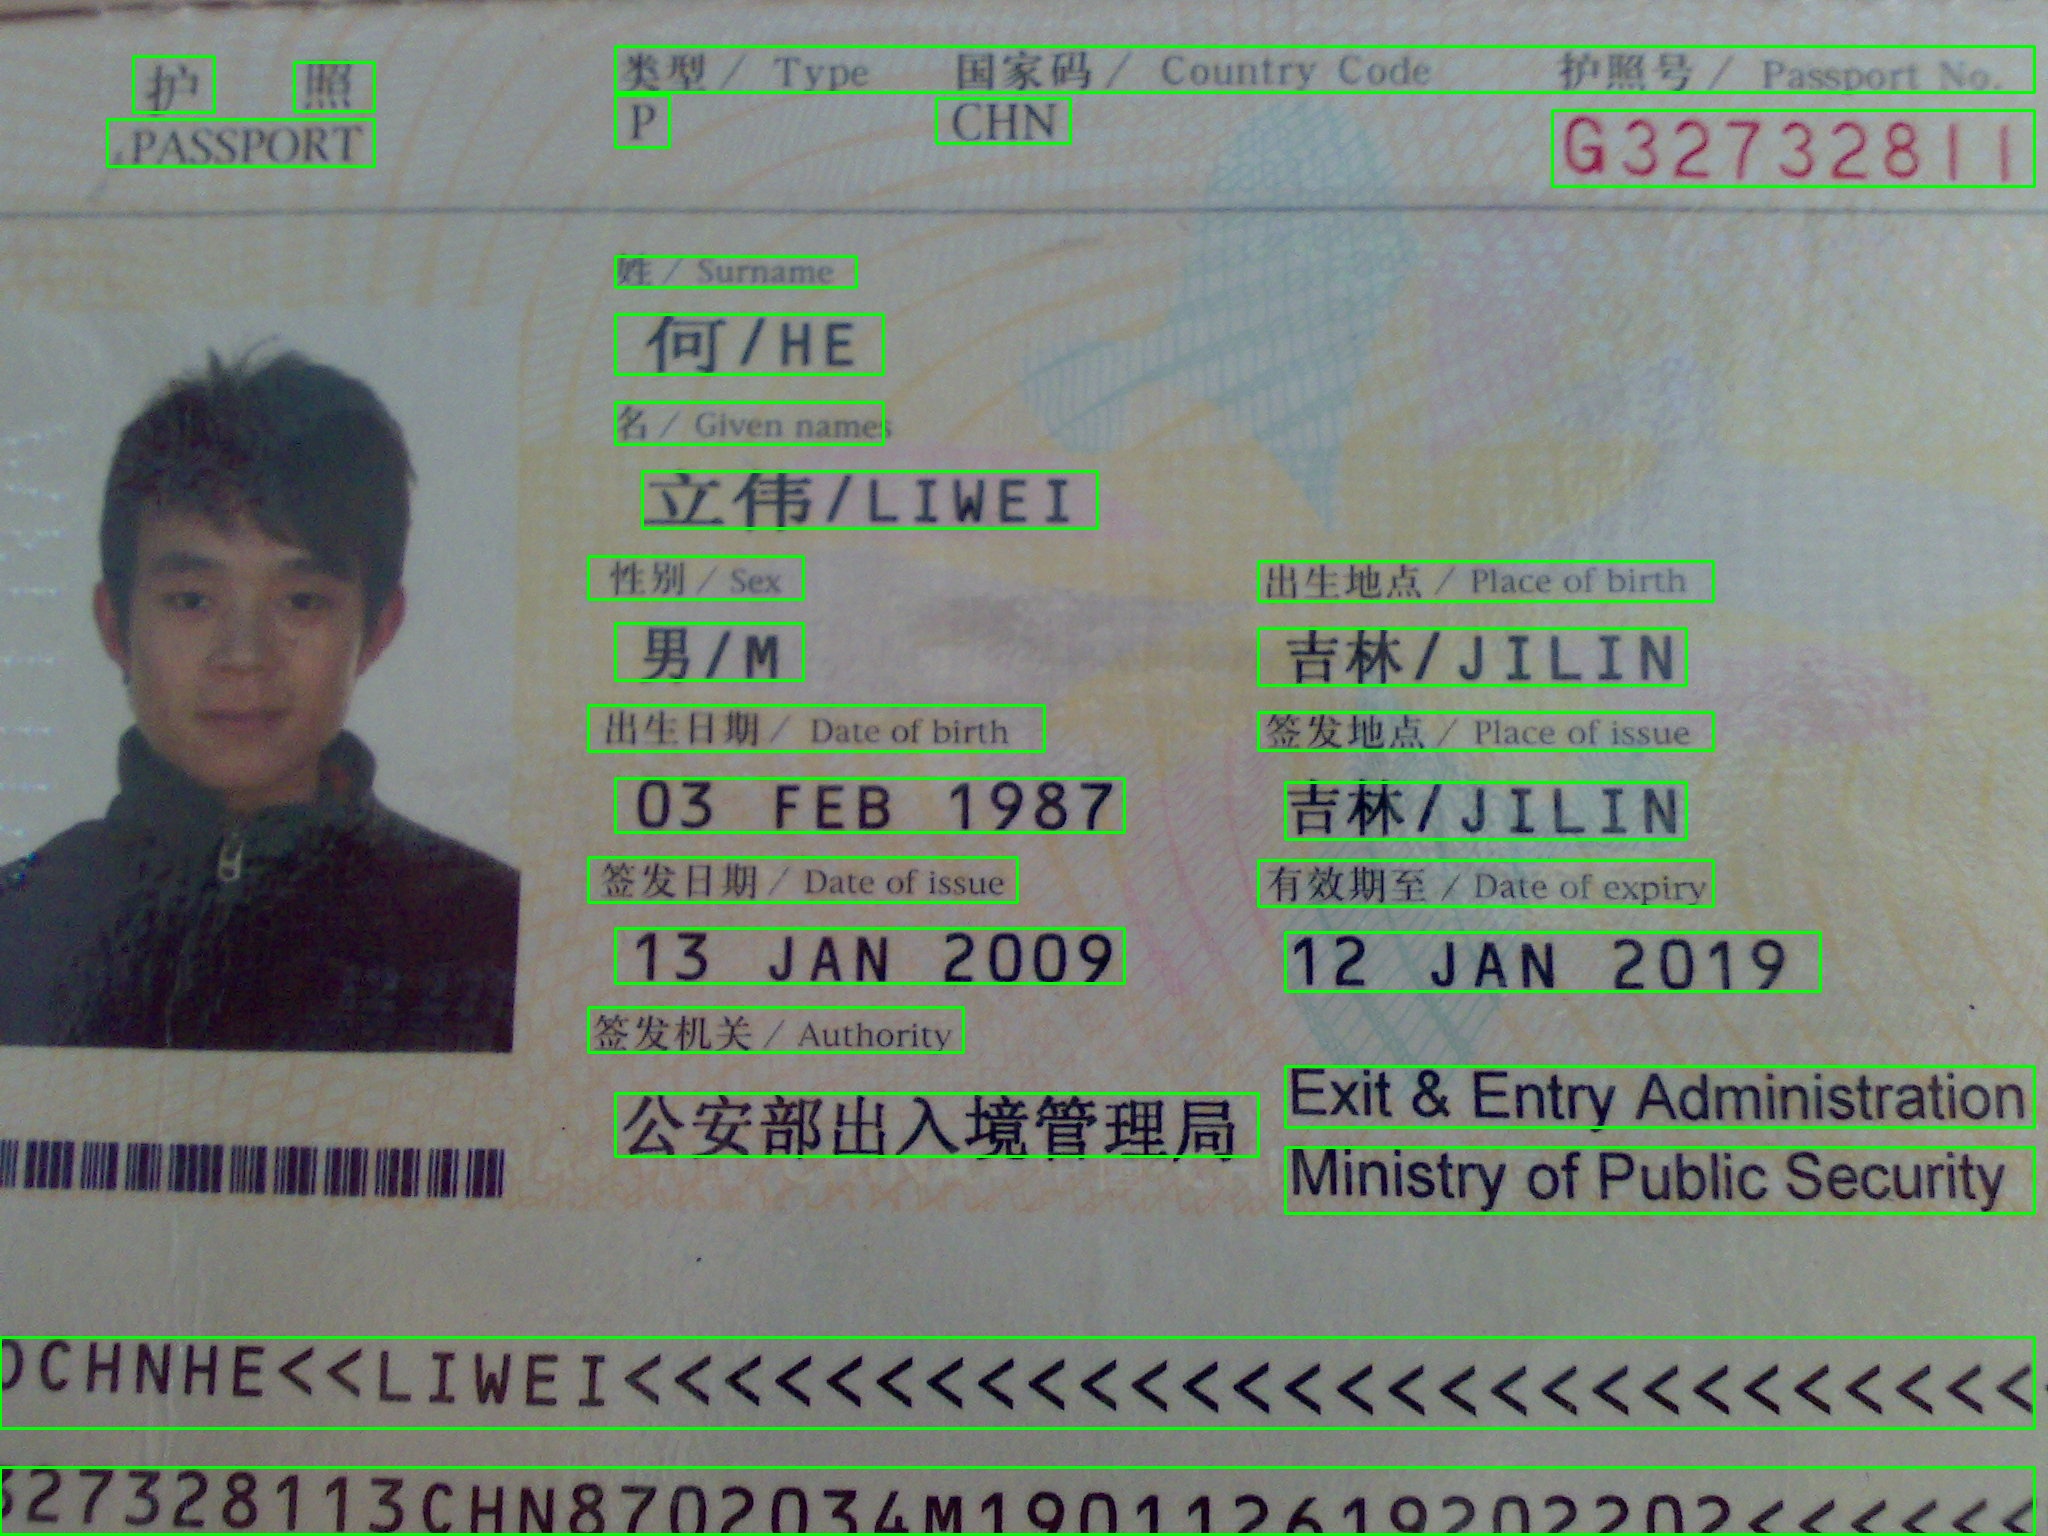 护 照
PASSPORT
类型 / Type 国家码 / Country Code 护照号 / Passport No.
P CHN G32732811
姓 / Surname
何/HE
名 / Given names
立伟/LIWEI
性别 / Sex 出生地点 / Place of birth
男/M 吉林/JILIN
出生日期 / Date of birth 签发地点 / Place of issue
03 FEB 1987 吉林/JILIN
签发日期 / Date of issue 有效期至 / Date of expiry
13 JAN 2009 12 JAN 2019
签发机关 / Authority
公安部出入境管理局 Exit & Entry Administration
Ministry of Public Security
OCHNHE<<LIWEI<<<<<<<<<<<<<<<<<<<<<<<<<<<<
327328113CHN8702034M190112619202202<<<<<<